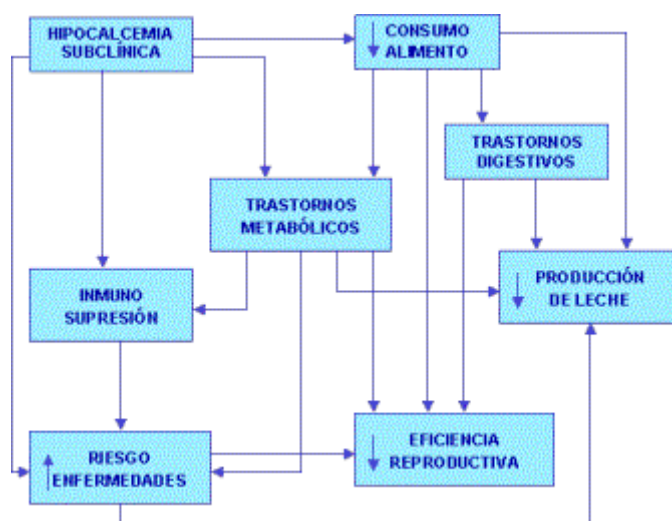 HIPOCALCEMIA
SUBCLÍNICA
CONSUMO
ALIMENTO
TRASTORNOS
DIGESTIVOS
TRASTORNOS
METABÓLICOS
INMUNO
SUPRESIÓN
PRODUCCIÓN
DE LECHE
RIESGO
ENFERMEDADES
EFICIENCIA
REPRODUCTIVA